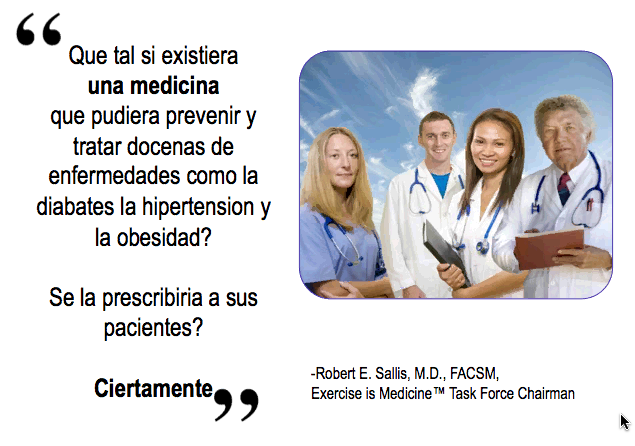 “
Que tal si existiera
una medicina
que pudiera prevenir y
tratar docenas de
enfermedades como la
diabates la hipertension y
la obesidad?
Se la prescribiria a sus
pacientes?
Ciertamente”
-Robert E. Sallis, M.D., FACSM,
Exercise is Medicine™ Task Force Chairman